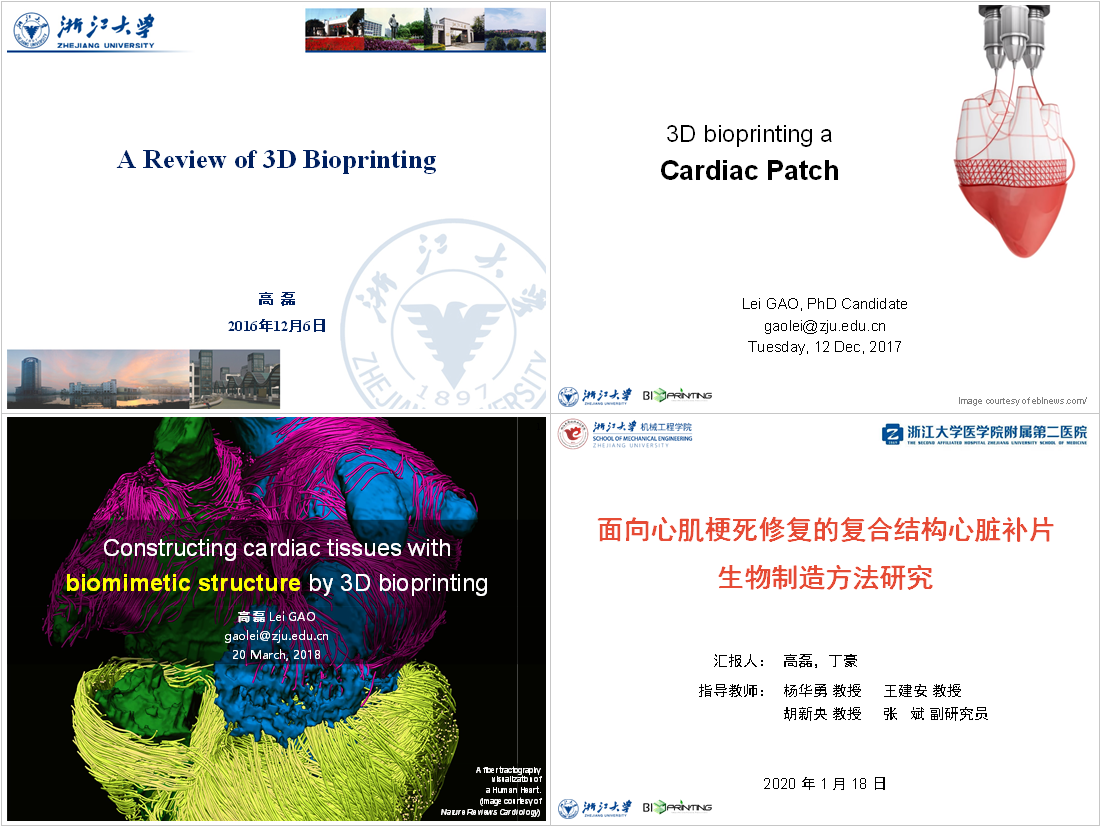 浙江大学
ZHEJIANG UNIVERSITY
A Review of 3D Bioprinting
高 磊
2016年12月6日
浙江大学
ZHEJIANG UNIVERSITY
1897
3D bioprinting a
Cardiac Patch
Lei GAO, PhD Candidate
gaolei@zju.edu.cn
Tuesday, 12 Dec, 2017
浙江大学
ZHEJIANG UNIVERSITY
BI PRINTING
Image courtesy of eblnews.com/
Constructing cardiac tissues with
biomimetic structure by 3D bioprinting
高磊 Lei GAO
gaolei@zju.edu.cn
20 March, 2018
A fiber tractography
visualization of
a Human Heart.
(Image courtesy of
Nature Reviews Cardiology)
浙江大学 机械工程学院
SCHOOL OF MECHANICAL ENGINEERING
ZHEJIANG UNIVERSITY
浙江大学医学院附属第二医院
THE SECOND AFFILIATED HOSPITAL ZHEJIANG UNIVERSITY SCHOOL OF MEDICINE
面向心肌梗死修复的复合结构心脏补片
生物制造方法研究
汇报人： 高磊，丁豪
指导教师： 杨华勇 教授 王建安 教授
胡新央 教授 张 斌 副研究员
2020 年 1 月 18 日
浙江大学
ZHEJIANG UNIVERSITY
BI PRINTING